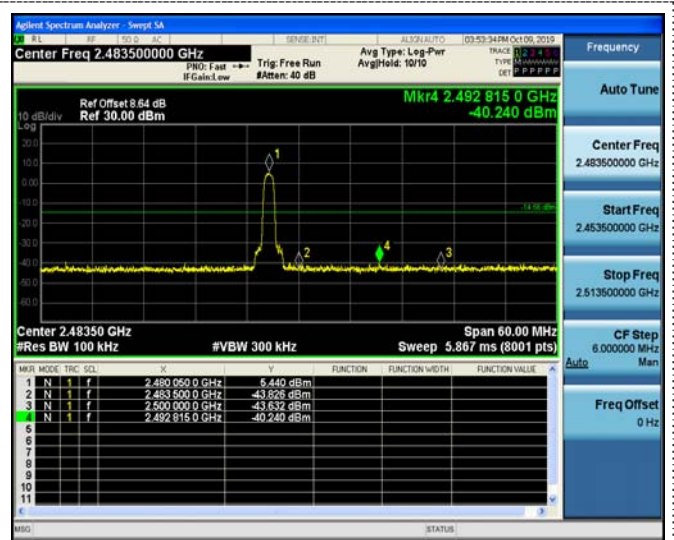 Agilent Spectrum Analyzer - Swept SA
RL RF 50 Ω AC SENSE:INT ALIGN AUTO 03:53:34 PM Oct 09, 2019
Center Freq 2.483500000 GHz
PNO: Fast Trig: Free Run
IFGain:Low #Atten: 40 dB
Avg Type: Log-Pwr
Avg|Hold: 10/10
TRACE 1 2 3 4 5 6
TYPE
DET P P P P P P
Ref Offset 8.64 dB
10 dB/div Ref 30.00 dBm
Log
Mkr4 2.492 815 0 GHz
-40.240 dBm
20.0
10.0
0.00
-10.0
-20.0
-30.0
-40.0
-50.0
-60.0
1
2
4
3
-14.56 dBm
Center 2.48350 GHz Span 60.00 MHz
#Res BW 100 kHz #VBW 300 kHz Sweep 5.867 ms (8001 pts)
MKR MODE TRC SCL X Y FUNCTION FUNCTION WIDTH FUNCTION VALUE
1 N 1 f 2.480 050 0 GHz 5.440 dBm
2 N 1 f 2.483 500 0 GHz -43.826 dBm
3 N 1 f 2.500 000 0 GHz -43.632 dBm
4 N 1 f 2.492 815 0 GHz -40.240 dBm
5
6
7
8
9
10
11
MSG STATUS
Frequency
Auto Tune
Center Freq
2.483500000 GHz
Start Freq
2.453500000 GHz
Stop Freq
2.513500000 GHz
CF Step
6.000000 MHz
Auto Man
Freq Offset
0 Hz